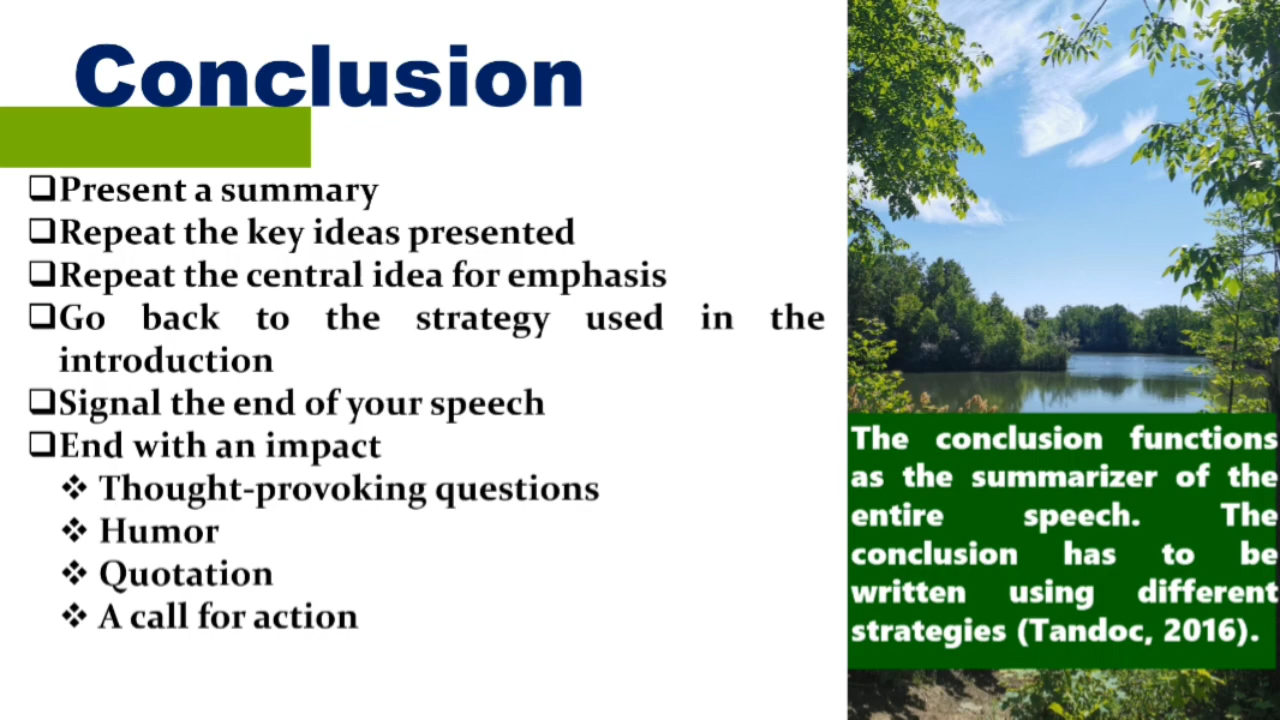 Conclusion
❑Present a summary
❑Repeat the key ideas presented
❑Repeat the central idea for emphasis
❑Go back to the strategy used in the
introduction
❑Signal the end of your speech
❑End with an impact
❖ Thought-provoking questions
❖ Humor
❖ Quotation
❖ A call for action
The conclusion functions
as the summarizer of the
entire speech. The
conclusion has to be
written using different
strategies (Tandoc, 2016).